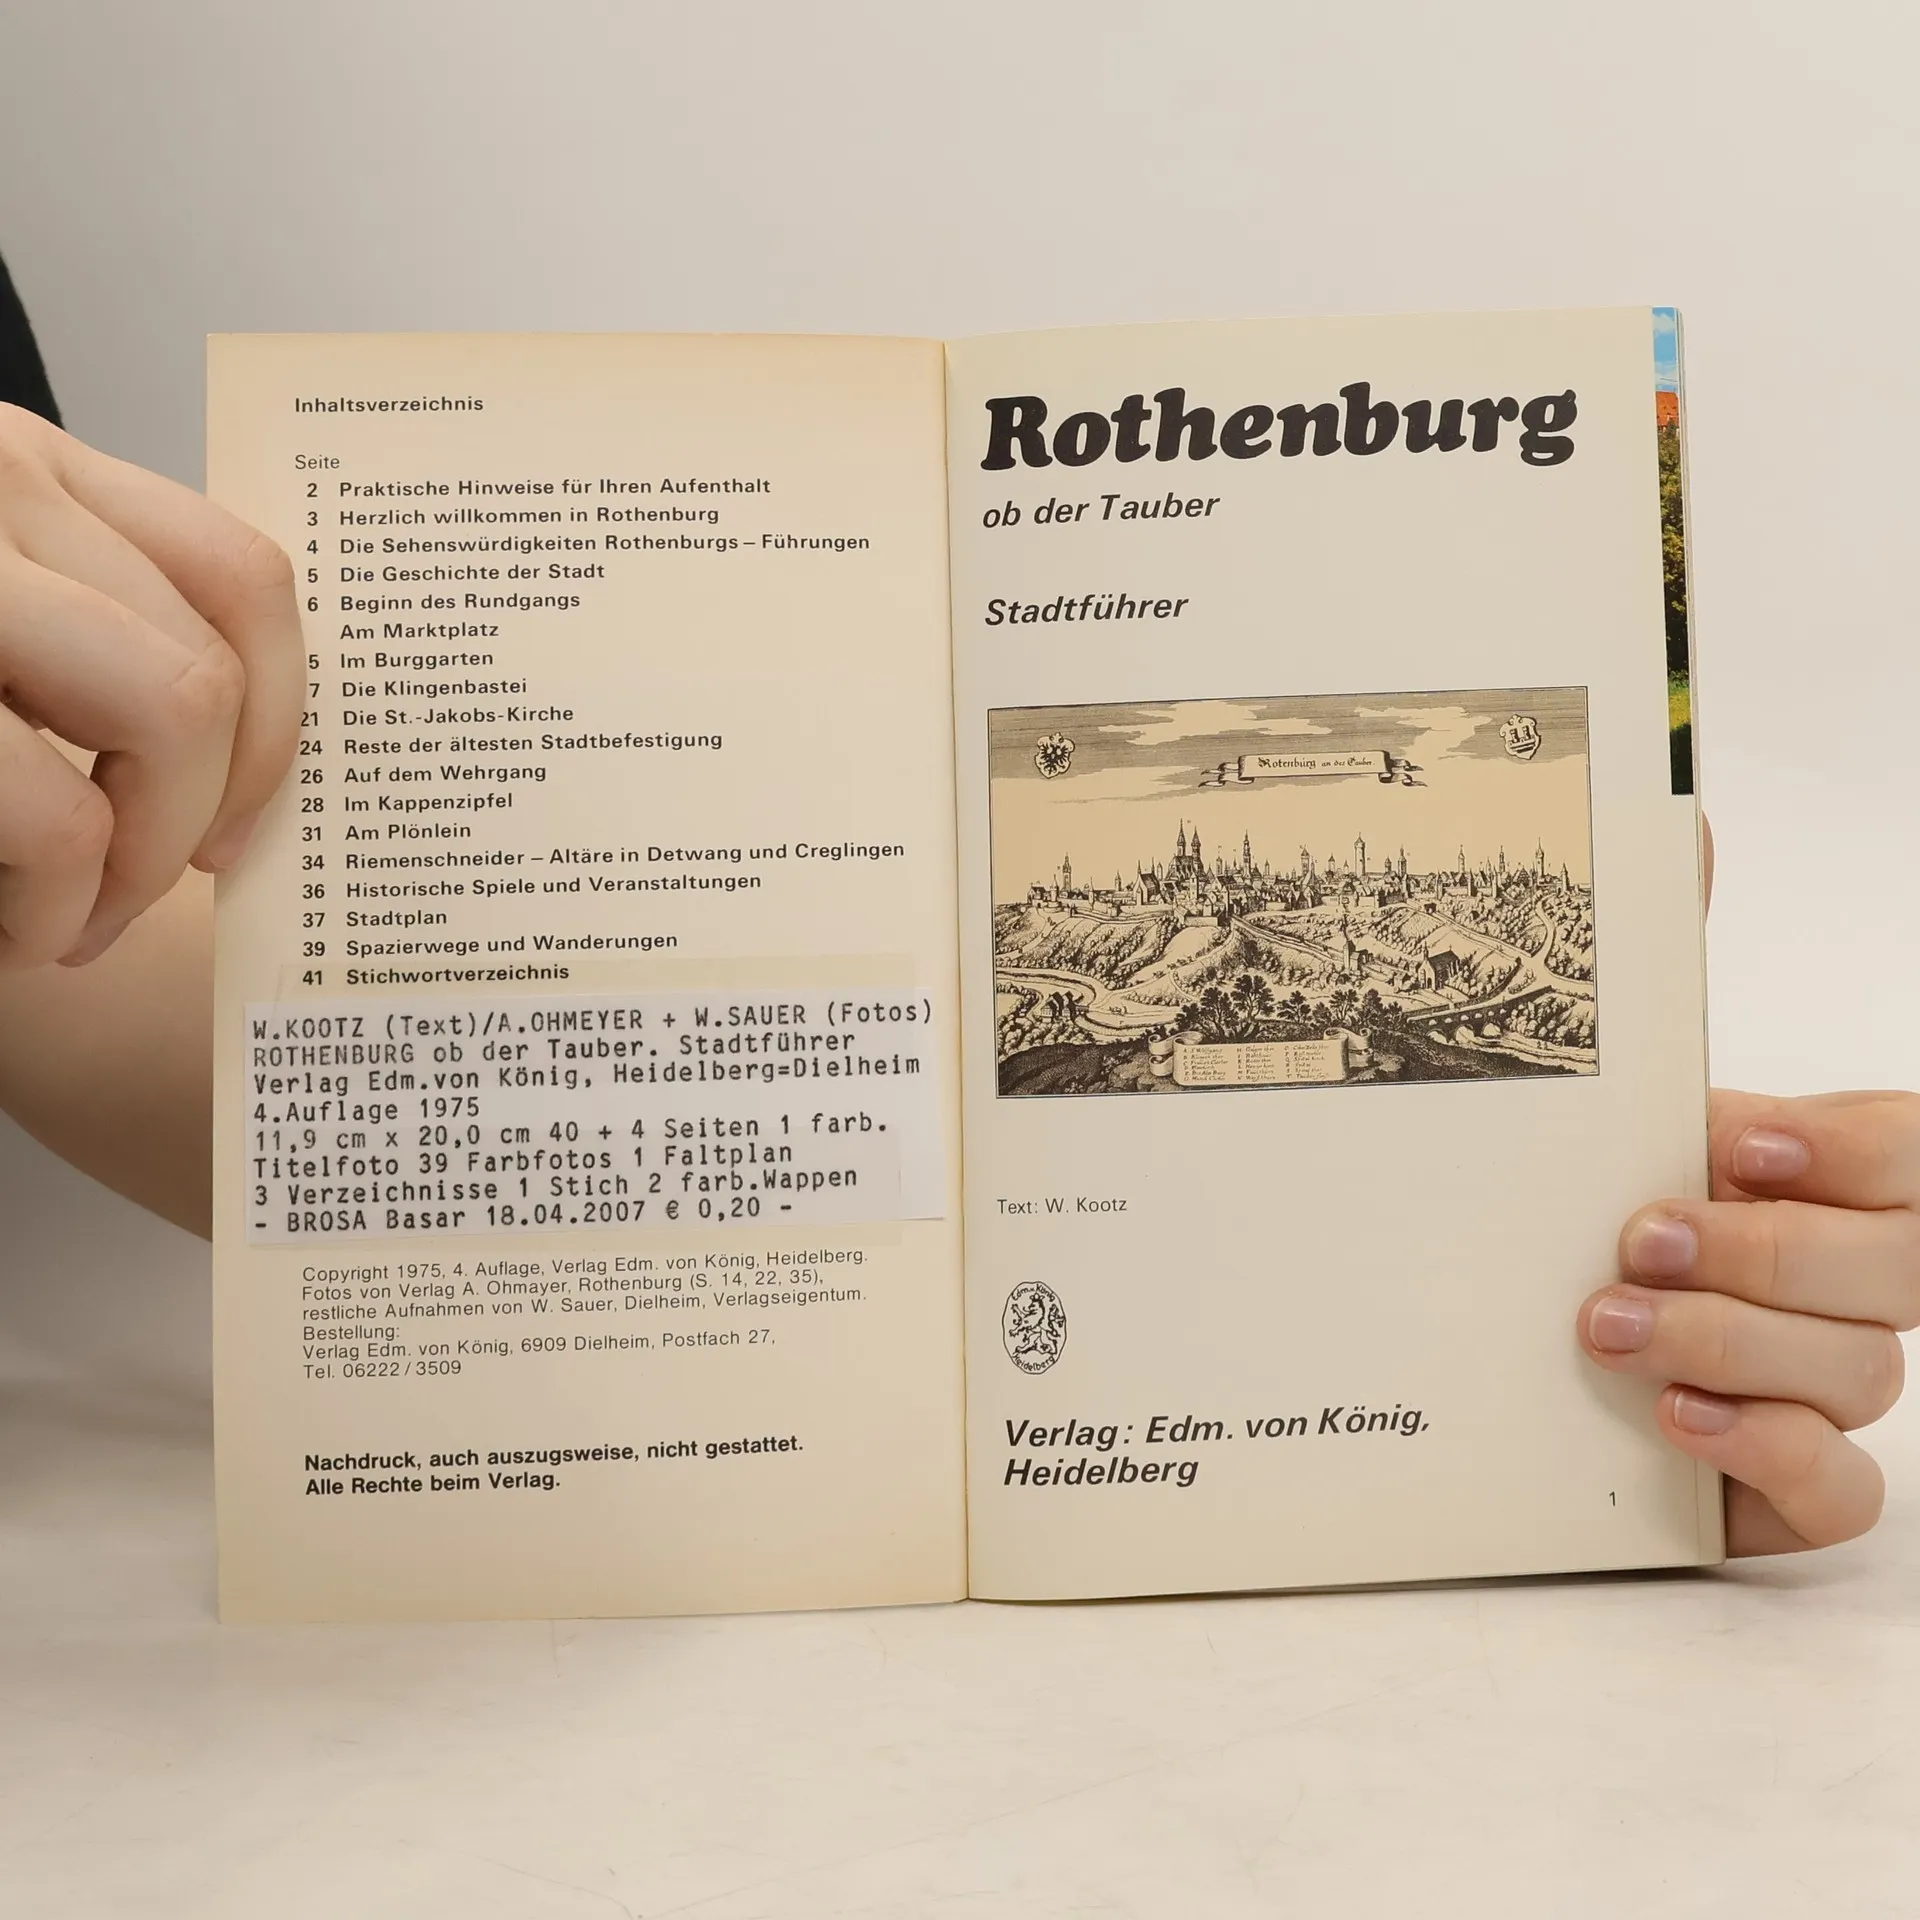 Inhaltsverzeichnis
Seite
2 Praktische Hinweise für Ihren Aufenthalt
3 Herzlich willkommen in Rothenburg
4 Die Sehenswürdigkeiten Rothenburgs – Führungen
5 Die Geschichte der Stadt
6 Beginn des Rundgangs
Am Marktplatz
5 Im Burggarten
7 Die Klingenbastei
21 Die St.-Jakobs-Kirche
24 Reste der ältesten Stadtbefestigung
26 Auf dem Wehrgang
28 Im Kappenzipfel
31 Am Plönlein
34 Riemenschneider – Altäre in Detwang und Creglingen
36 Historische Spiele und Veranstaltungen
37 Stadtplan
39 Spazierwege und Wanderungen
41 Stichwortverzeichnis
W.KOOTZ (Text)/A.OHMEYER + W.SAUER (Fotos)
ROTHENBURG ob der Tauber. Stadtführer
Verlag Edm.von König, Heidelberg=Dielheim
4.Auflage 1975
11,9 cm x 20,0 cm 40 + 4 Seiten 1 farb.
Titelfoto 39 Farbfotos 1 Faltplan
3 Verzeichnisse 1 Stich 2 farb.Wappen
- BROSA Basar 18.04.2007 € 0,20 -
Copyright 1975, 4. Auflage, Verlag Edm. von König, Heidelberg.
Fotos von Verlag A. Ohmayer, Rothenburg (S. 14, 22, 35),
restliche Aufnahmen von W. Sauer, Dielheim, Verlagseigentum.
Bestellung:
Verlag Edm. von König, 6909 Dielheim, Postfach 27,
Tel. 06222/3509
Nachdruck, auch auszugsweise, nicht gestattet.
Alle Rechte beim Verlag.
Rothenburg
ob der Tauber
Stadtführer
Rotenburg an der Tauber.
Text: W. Kootz
Edm. v. König
Heidelberg
Verlag: Edm. von König,
Heidelberg
1